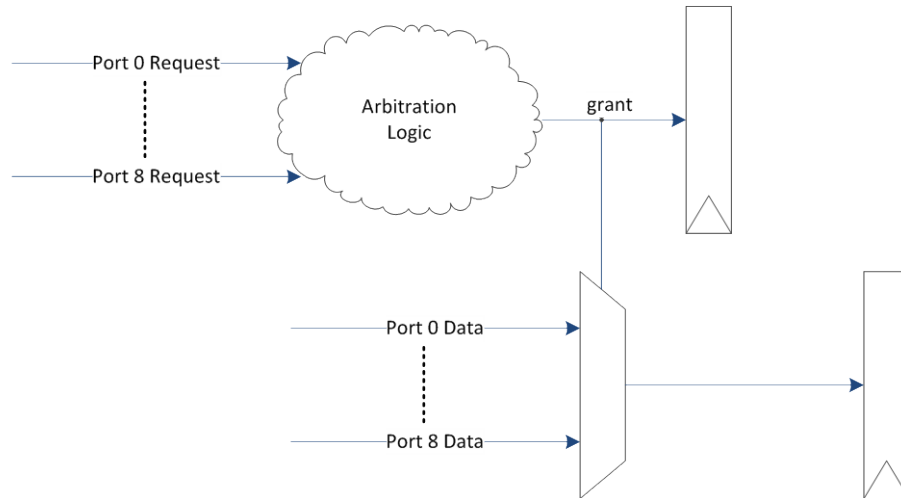 Port 0 Request
Arbitration
Logic
grant
Port 8 Request
Port 0 Data
Port 8 Data